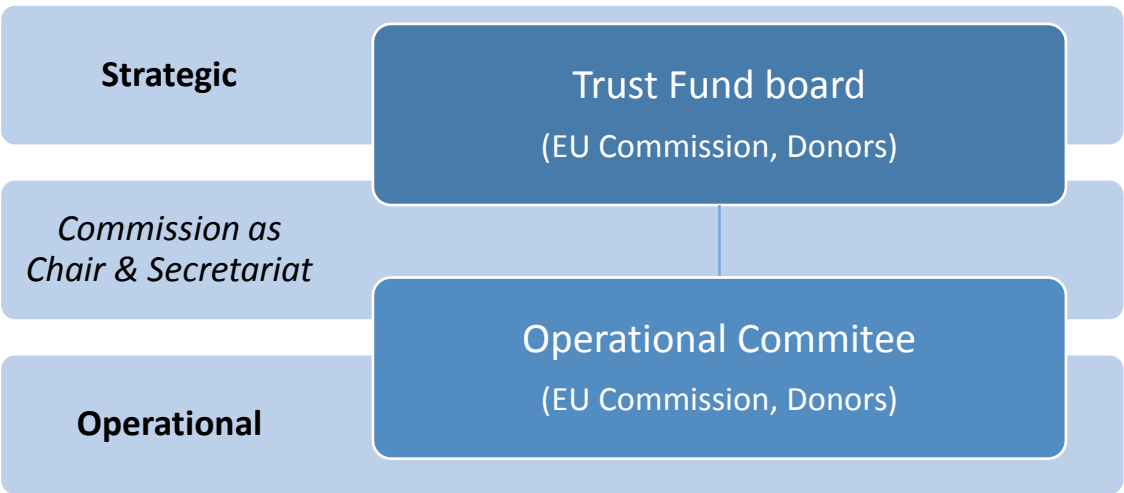 Strategic
Trust Fund board
(EU Commission, Donors)
Commission as
Chair & Secretariat
Operational Commitee
(EU Commission, Donors)
Operational